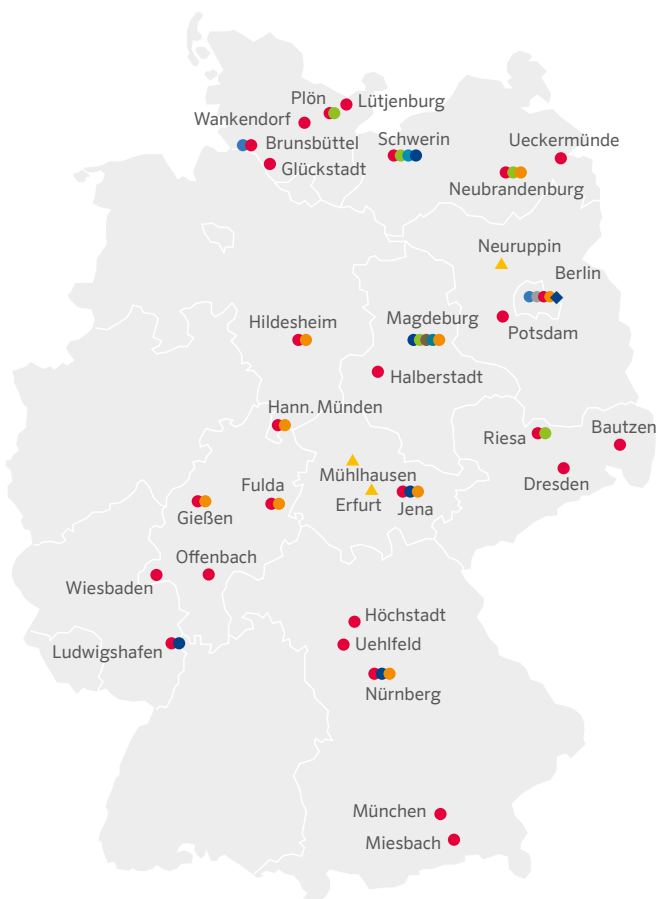 Plön
Lütjenburg
Wankendorf
Brunsbüttel
Schwerin
Ueckermünde
Glückstadt
Neubrandenburg
Neuruppin
Berlin
Hildesheim
Magdeburg
Potsdam
Halberstadt
Hann. Münden
Riesa
Bautzen
Mühlhausen
Dresden
Fulda
Erfurt
Jena
Gießen
Offenbach
Wiesbaden
Höchstadt
Uehlfeld
Ludwigshafen
Nürnberg
München
Miesbach